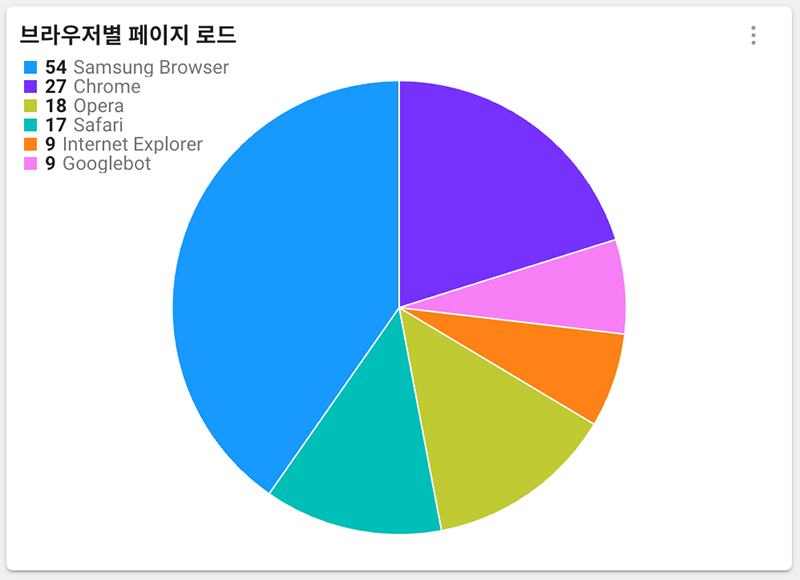 브라우저별 페이지 로드
54 Samsung Browser
27 Chrome
18 Opera
17 Safari
9 Internet Explorer
9 Googlebot